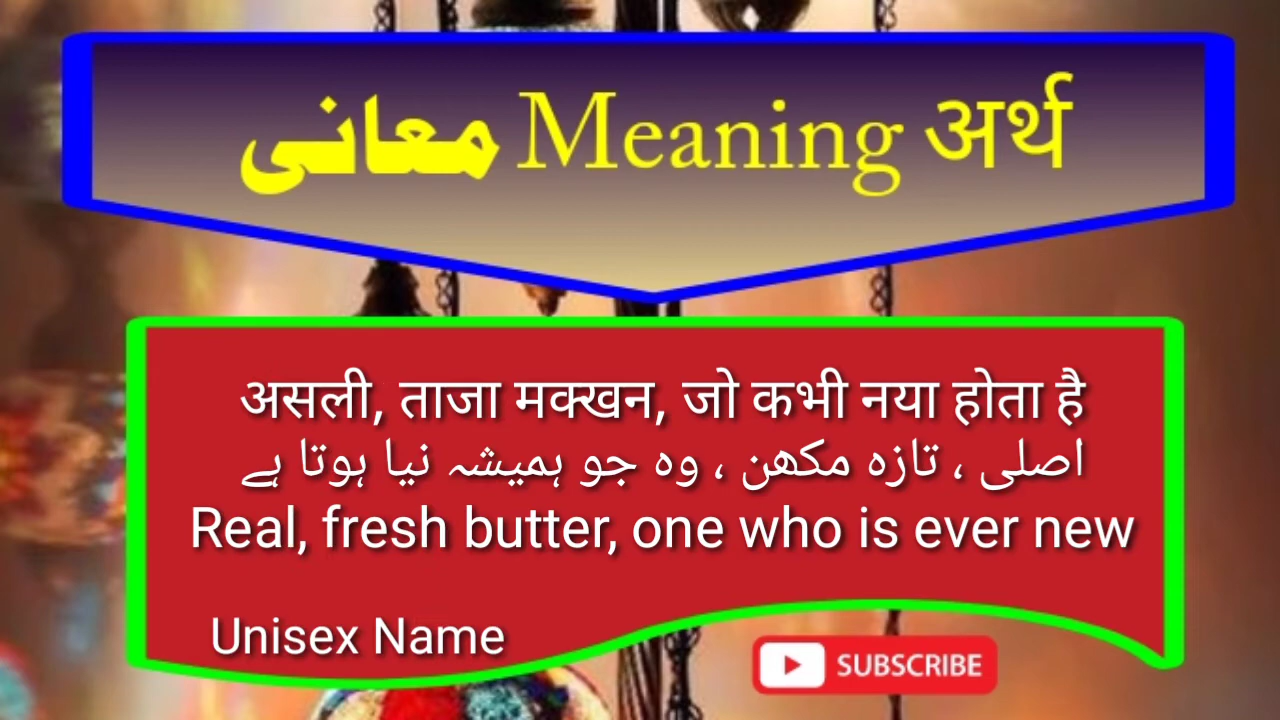 معانی Meaning अर्थ
असली, ताजा मक्खन, जो कभी नया होता है
اصلی ، تازہ مکھن ، وہ جو ہمیشہ نیا ہوتا ہے
Real, fresh butter, one who is ever new
Unisex Name
SUBSCRIBE